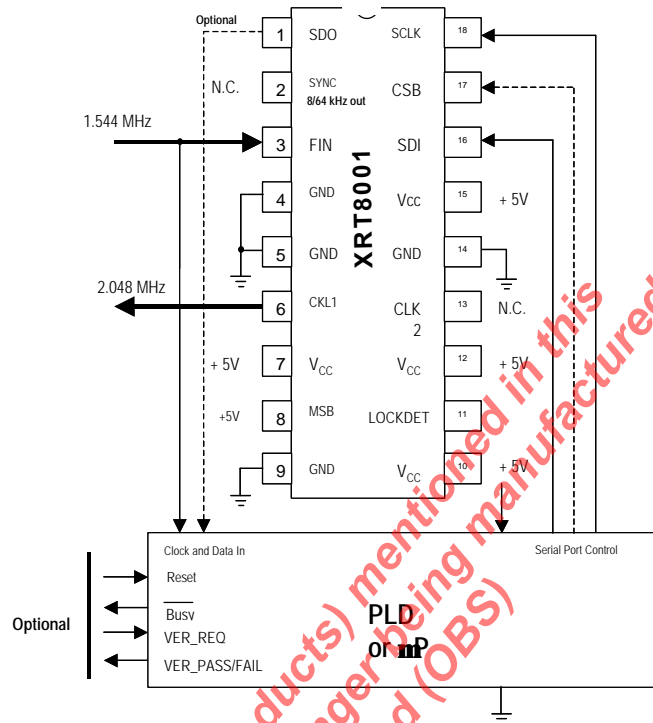 Optional
1 SDO SCLK 18
N.C. 2 SYNC CSB 17
8/64 kHz out
1.544 MHz
3 FIN SDI 16
4 GND Vcc 15 + 5V
XRT8001
5 GND GND 14
2.048 MHz
6 CKL1 CLK 13 N.C.
2
+ 5V 7 VCC VCC 12 + 5V
+5V 8 MSB LOCKDET 11
9 GND VCC 10 + 5V
Clock and Data In Serial Port Control
Reset
Busy
Optional
VER_REQ
VER_PASS/FAIL
PLD
or mP
ducts) mentioned in this
nger being manufactured
d (OBS)